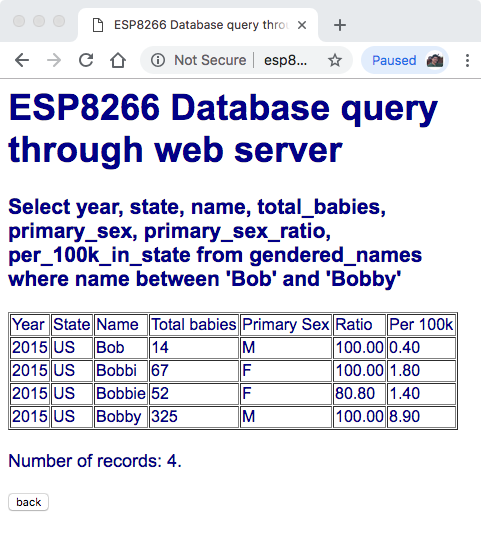 ESP8266 Database query thro
Not Secure | esp8... Paused
ESP8266 Database query
through web server
Select year, state, name, total_babies,
primary_sex, primary_sex_ratio,
per_100k_in_state from gendered_names
where name between 'Bob' and 'Bobby'
Year State Name Total babies Primary Sex Ratio Per 100k
2015 US Bob 14 M 100.00 0.40
2015 US Bobbi 67 F 100.00 1.80
2015 US Bobbie 52 F 80.80 1.40
2015 US Bobby 325 M 100.00 8.90
Number of records: 4.
back